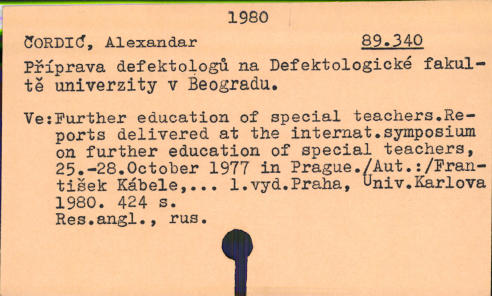 1980
ČORDIĆ, Alexandar 89.340
Příprava defektologů na Defektologické fakul-
tě univerzity v Beogradu.
Ve:Further education of special teachers.Re-
ports delivered at the internat.symposium
on further education of special teachers,
25.-28.October 1977 in Prague./Aut.:/Fran-
tišek Kábele,... 1.vyd.Praha, Univ.Karlova
1980. 424 s.
Res.angl., rus.